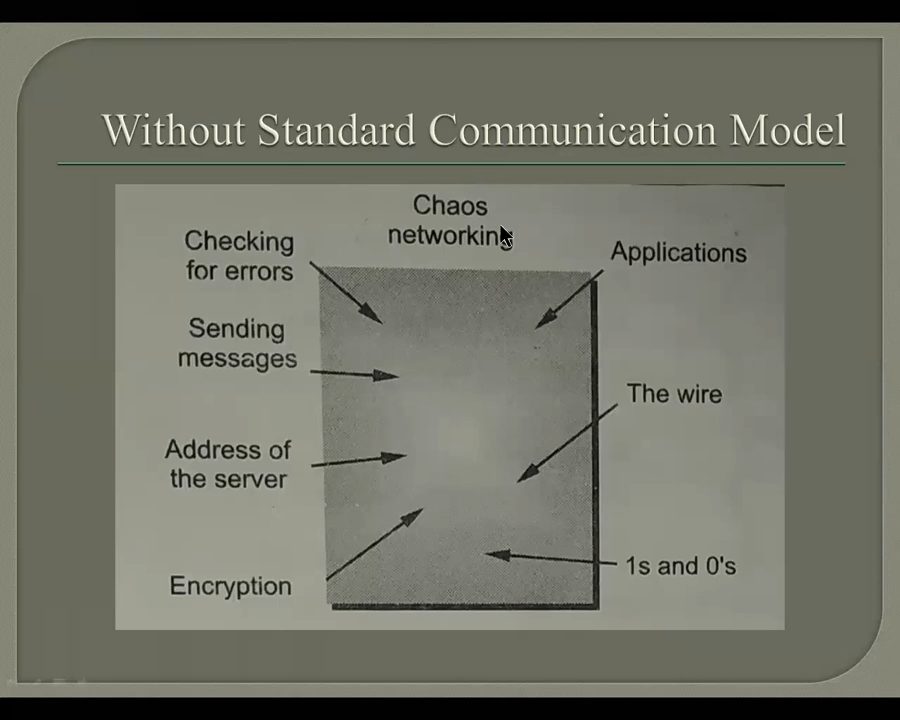 Without Standard Communication Model
Chaos
networking
Checking
for errors
Applications
Sending
messages
The wire
Address of
the server
Encryption
1s and 0's